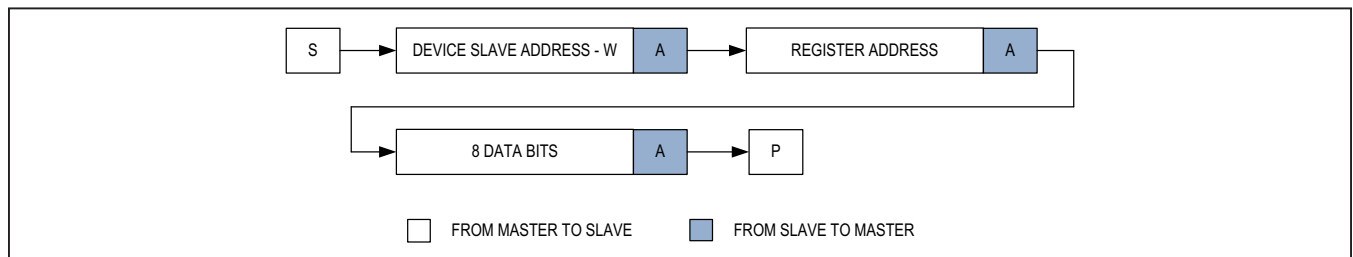 S DEVICE SLAVE ADDRESS - W A REGISTER ADDRESS A
8 DATA BITS A P
FROM MASTER TO SLAVE FROM SLAVE TO MASTER